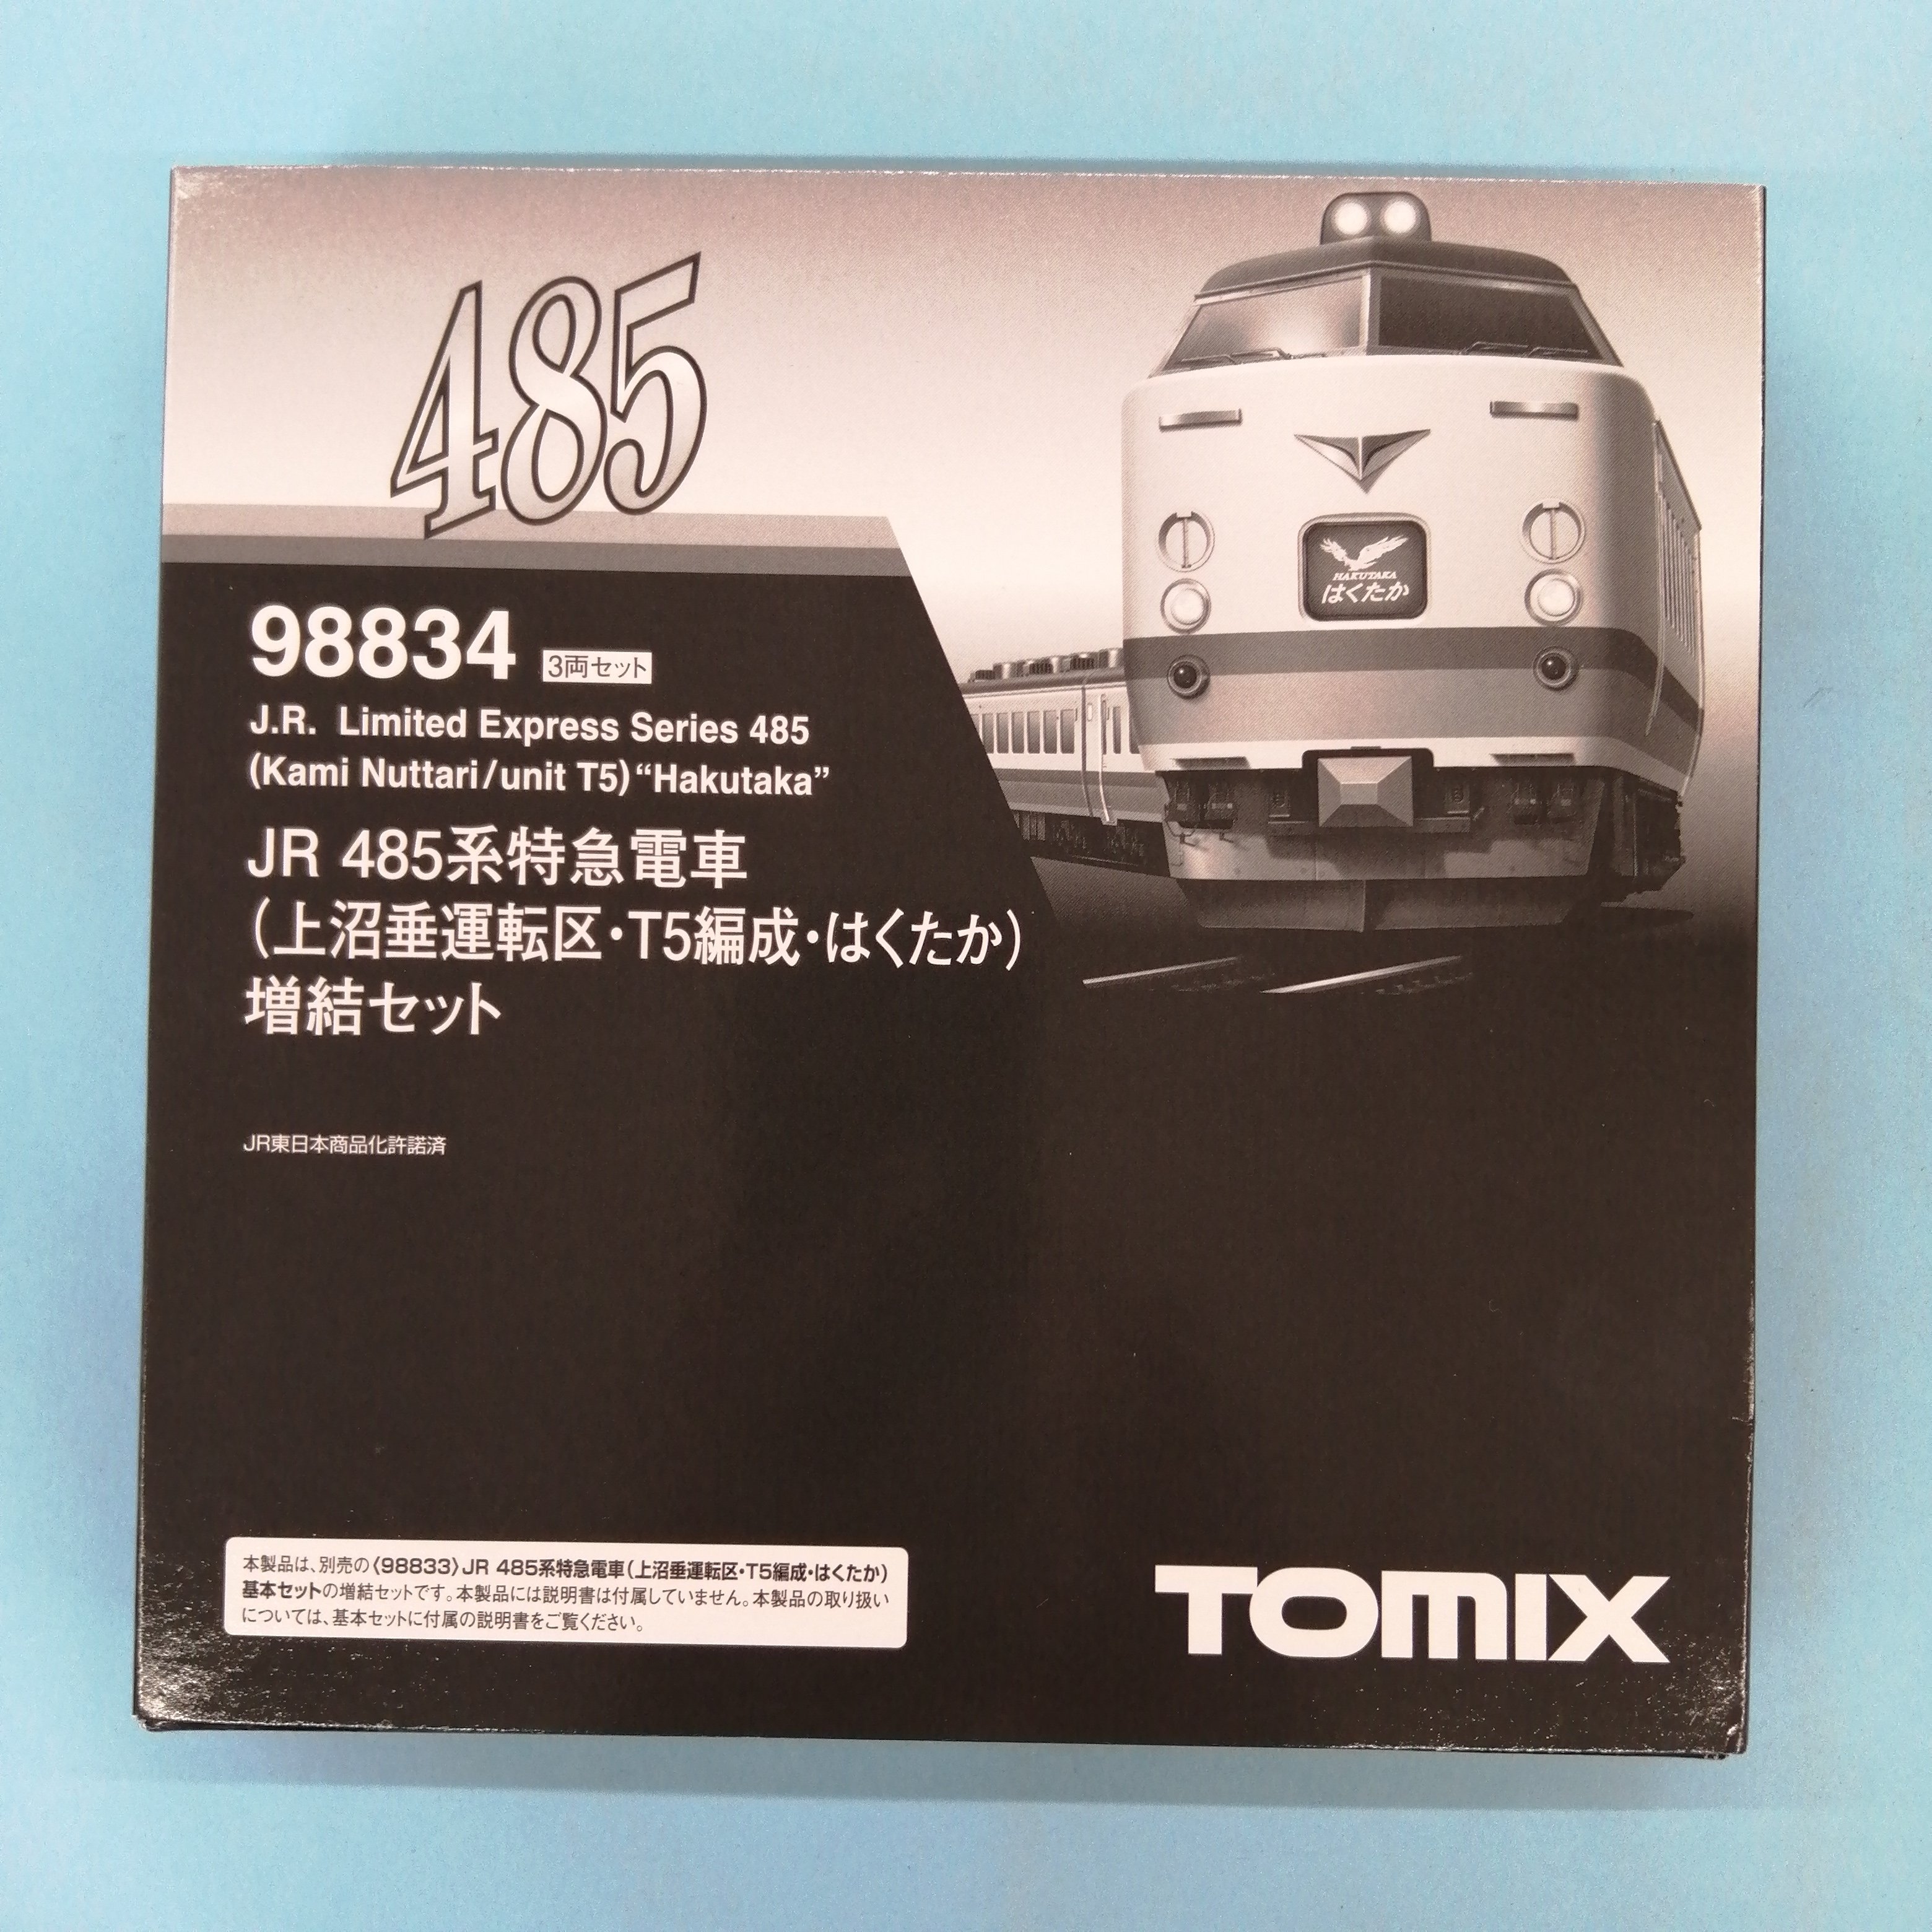 485
98834 3両セット
J.R. Limited Express Series 485
(Kami Nuttari/unit T5)“Hakutaka”
JR 485系特急電車
(上沼垂運転区・T5編成・はくたか)
増結セット
HAKUTAKA
はくたか
JR東日本商品化許諾済
本製品は、別売の〈98833〉JR 485系特急電車(上沼垂運転区・T5編成・はくたか)
基本セットの増結セットです。本製品には説明書は付属していません。本製品の取り扱い
については、基本セットに付属の説明書をご覧ください。
TOMIX